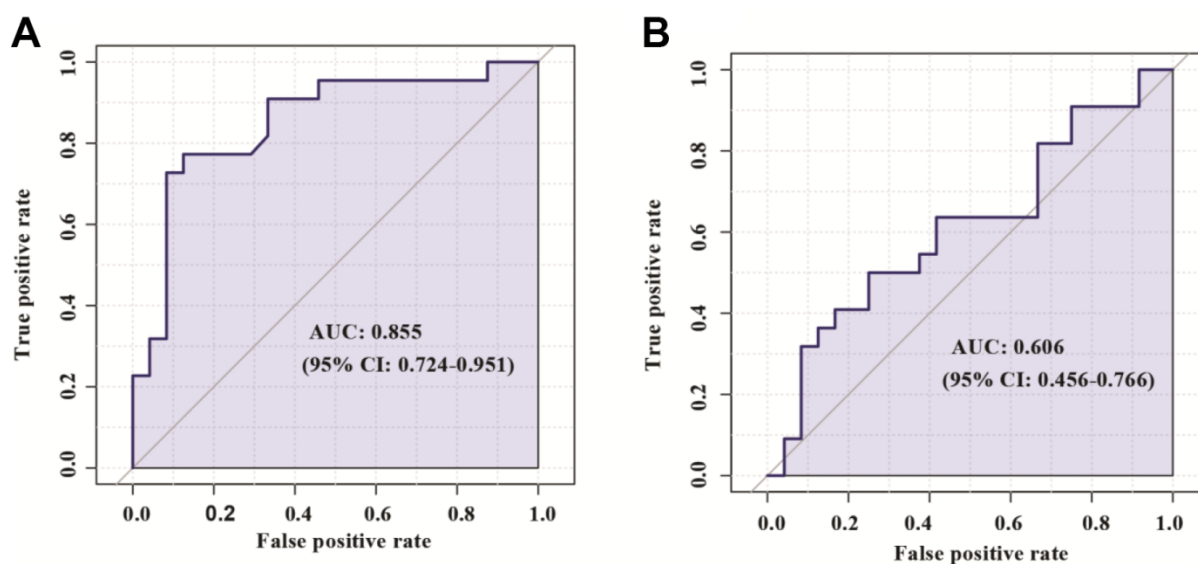 A
1.0
0.8
0.6
0.4
0.2
0.0
True positive rate
AUC: 0.855
(95% CI: 0.724-0.951)
0.0 0.2 0.4 0.6 0.8 1.0
False positive rate
B
1.0
0.8
0.6
0.4
0.2
0.0
True positive rate
AUC: 0.606
(95% CI: 0.456-0.766)
0.0 0.2 0.4 0.6 0.8 1.0
False positive rate